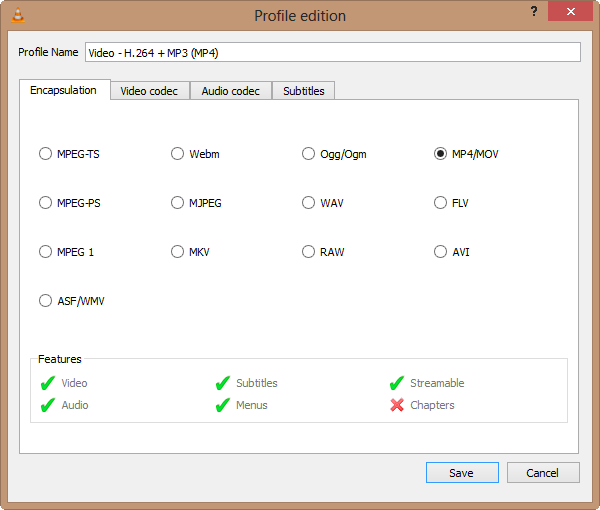 Profile edition
?
Profile Name Video - H.264 + MP3 (MP4)
Encapsulation Video codec Audio codec Subtitles
MPEG-TS Webm Ogg/Ogm MP4/MOV
MPEG-PS MJPEG WAV FLV
MPEG 1 MKV RAW AVI
ASF/WMV
Features
Video Subtitles Streamable
Audio Menus Chapters
Save Cancel